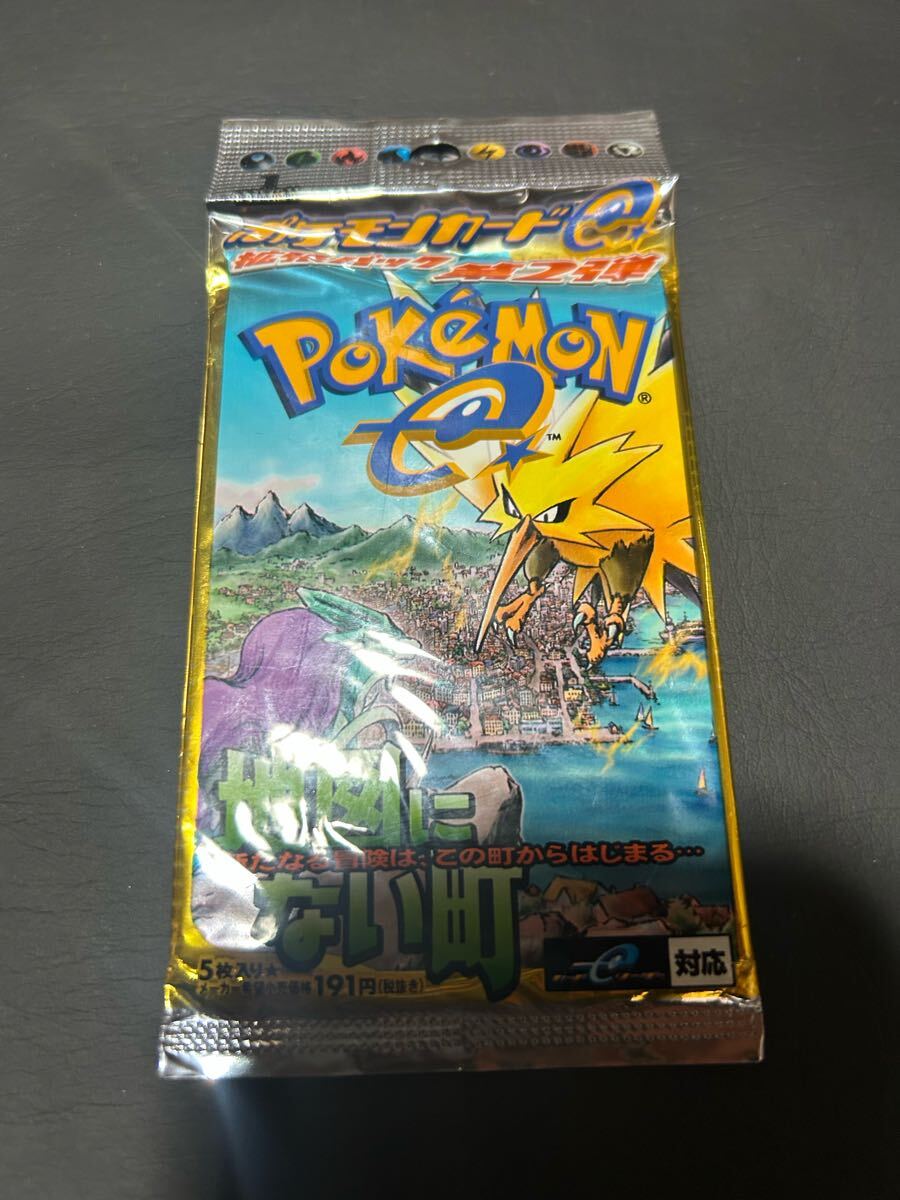 ポケモンカードe
拡張パック 第2弾
POKéMON®
e™
地図に
新たなる冒険は、この町からはじまる…
ない町
5枚入り★
メーカー希望小売価格 191円(税抜き)
対応